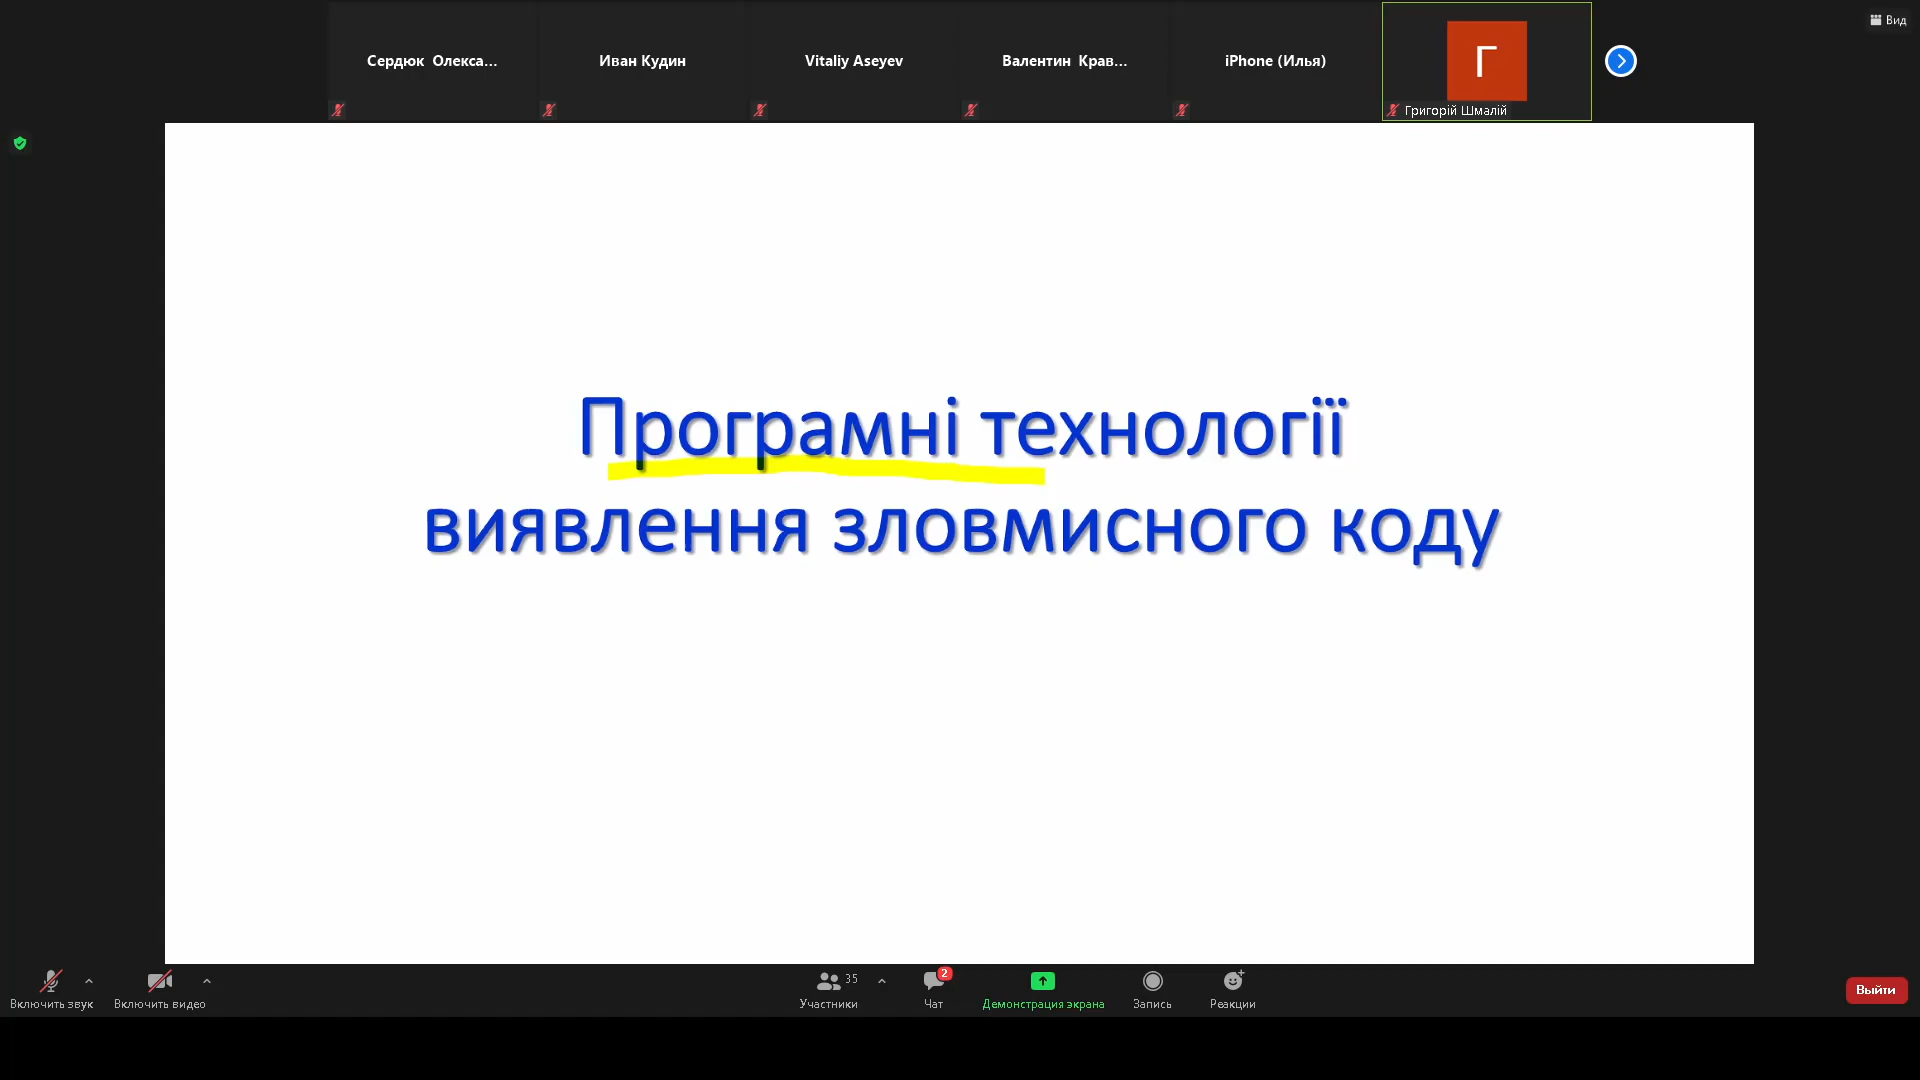 Сердюк Олекса...
Иван Кудин
Vitaliy Aseyev
Валентин Крав...
iPhone (Илья)
Г
Григорій Шмалій
Вид
Програмні технології
виявлення зловмисного коду
Включить звук
Включить видео
35
Участники
2
Чат
Демонстрация экрана
Запись
Реакции
Выйти